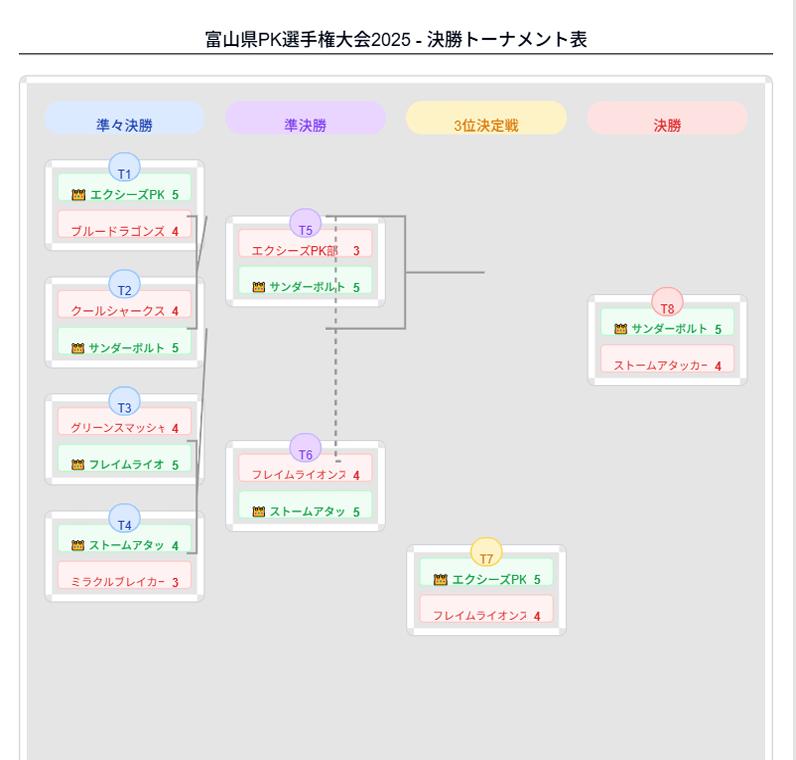 富山県PK選手権大会2025 - 決勝トーナメント表
準々決勝
準決勝
3位決定戦
決勝
T1
エクシーズPK 5
ブルードラゴンズ 4
T2
クールシャークス 4
サンダーボルト 5
T3
グリーンスマッシャ 4
フレイムライオ 5
T4
ストームアタッ 4
ミラクルブレイカー 3
T5
エクシーズPK部 3
サンダーボルト 5
T6
フレイムライオンズ 4
ストームアタッ 5
T7
エクシーズPK 5
フレイムライオンズ 4
T8
サンダーボルト 5
ストームアタッカー 4